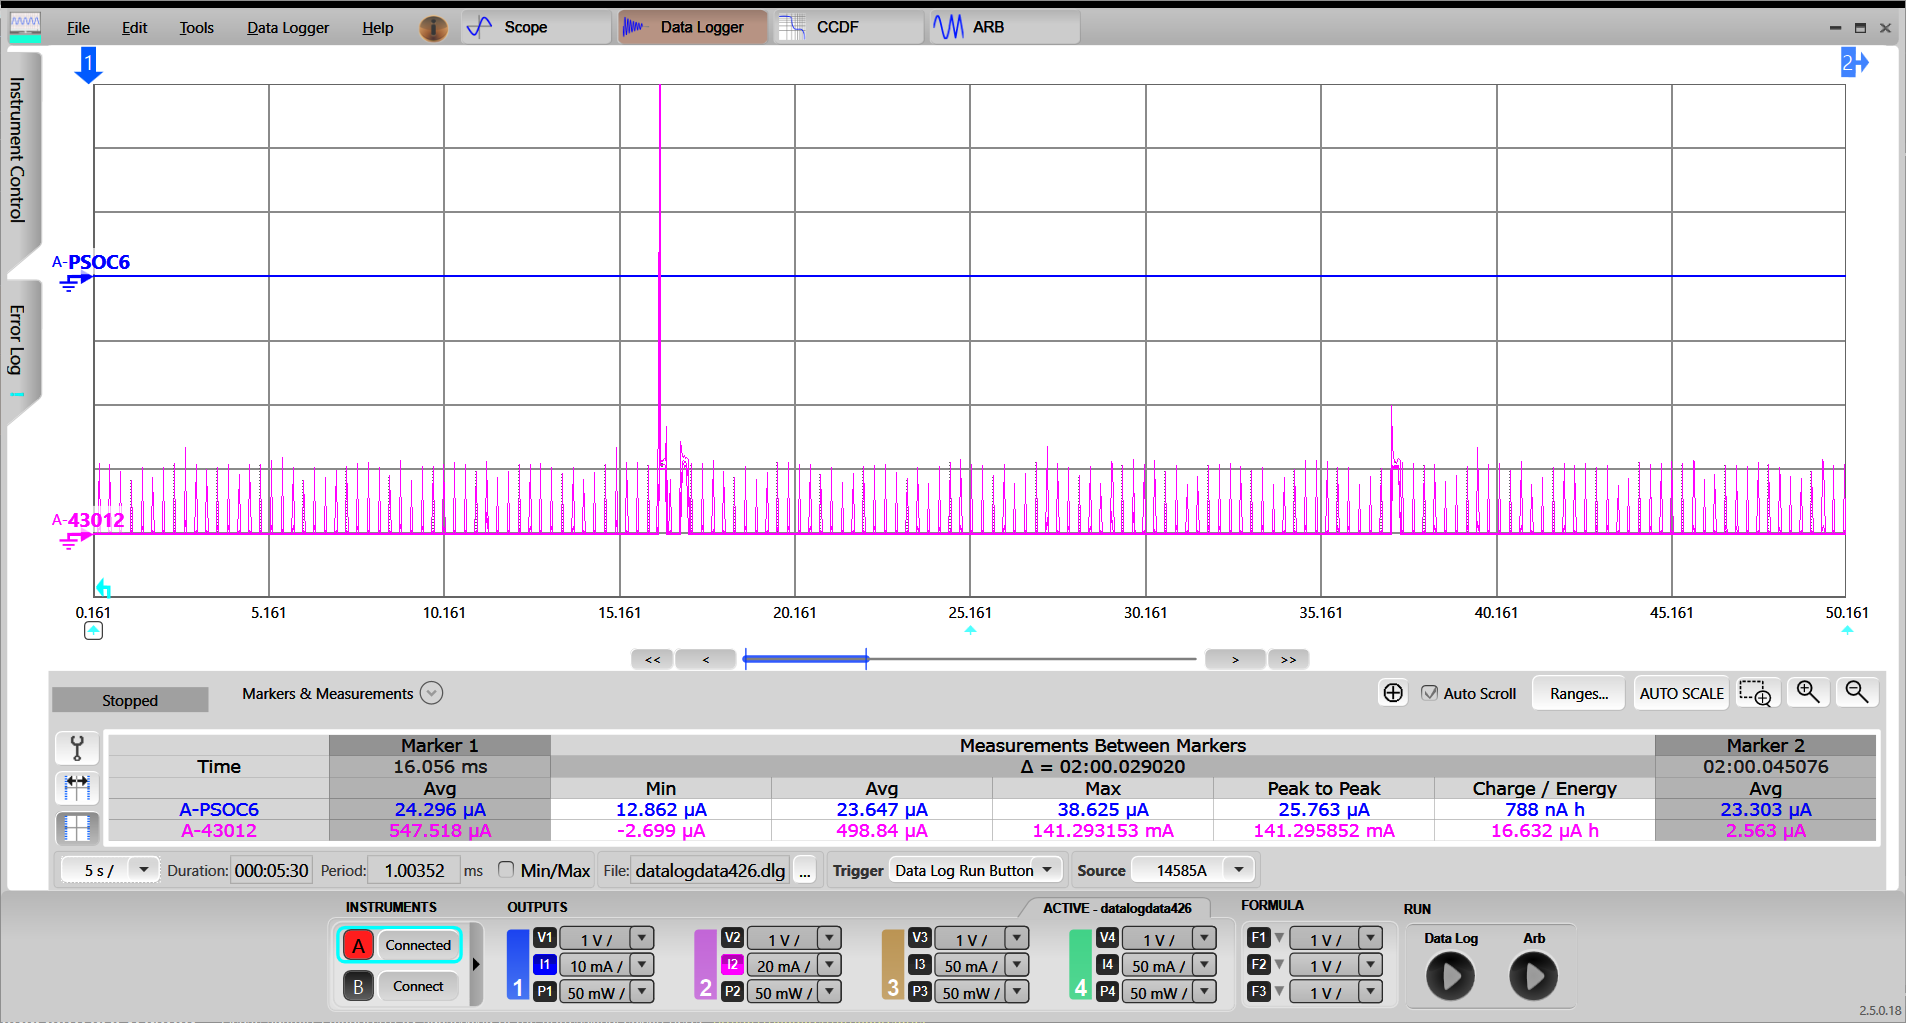 File Edit Tools Data Logger Help i Scope Data Logger CCDF ARB
1 2
Instrument Control
Error Log
A-PSOC6
A-43012
0.161 5.161 10.161 15.161 20.161 25.161 30.161 35.161 40.161 45.161 50.161
<< < > >>
Stopped Markers & Measurements Auto Scroll Ranges... AUTO SCALE
Marker 1 Measurements Between Markers Marker 2
Time 16.056 ms Δ = 02:00.029020 02:00.045076
Avg Min Avg Max Peak to Peak Charge / Energy Avg
A-PSOC6 24.296 µA 12.862 µA 23.647 µA 38.625 µA 25.763 µA 788 nA h 23.303 µA
A-43012 547.518 µA -2.699 µA 498.84 µA 141.293153 mA 141.295852 mA 16.632 µA h 2.563 µA
5 s / Duration: 000:05:30 Period: 1.00352 ms Min/Max File: datalogdata426.dlg ... Trigger Data Log Run Button Source 14585A
INSTRUMENTS OUTPUTS ACTIVE - datalogdata426 FORMULA RUN
A Connected 1 V1 1 V / 2 V2 1 V / 3 V3 1 V / 4 V4 1 V / F1 1 V / Data Log Arb
I1 10 mA / I2 20 mA / I3 50 mA / I4 50 mA / F2 1 V /
B Connect P1 50 mW / P2 50 mW / P3 50 mW / P4 50 mW / F3 1 V /
2.5.0.18